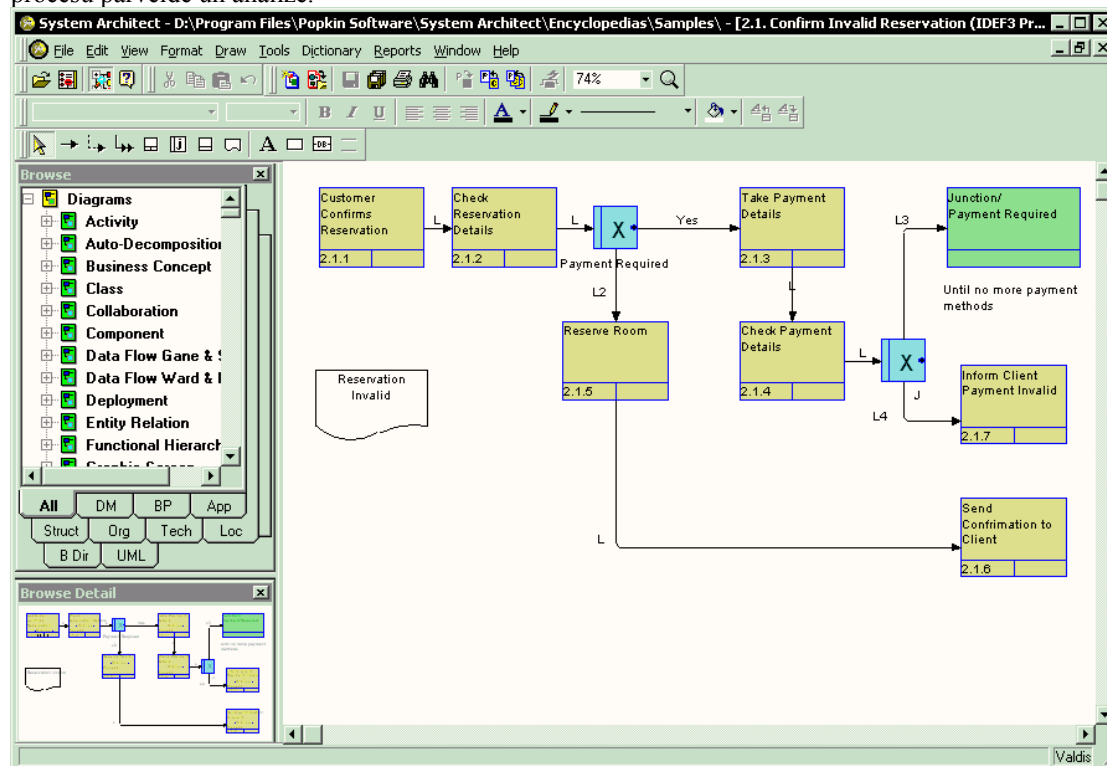 procesu pārveide un analīze.
System Architect - D:\Program Files\Popkin Software\System Architect\Encyclopedias\Samples\ - [2.1. Confirm Invalid Reservation (IDEF3 Pr...
File Edit View Format Draw Tools Dictionary Reports Window Help
74%
B I U A
A DB
Browse
Diagrams
Activity
Auto-Decomposition
Business Concept
Class
Collaboration
Component
Data Flow Gane & S
Data Flow Ward &
Deployment
Entity Relation
Functional Hierarch
All DM BP App
Struct Org Tech Loc
B Dir UML
Browse Detail
Customer
Confirms
Reservation
2.1.1
L
Check
Reservation
Details
2.1.2
L
X
Payment Required
Yes
Take Payment
Details
2.1.3
L3
Junction/
Payment Required
Until no more payment
methods
L2
L
Reserve Room
2.1.5
Check Payment
Details
2.1.4
L
X
J
L4
Inform Client
Payment Invalid
2.1.7
Reservation
Invalid
L
Send
Confrimation to
Client
2.1.6
Valdis